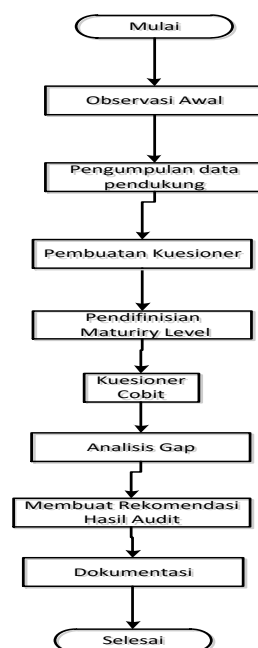 Mulai
Observasi Awal
Pengumpulan data
pendukung
Pembuatan Kuesioner
Pendifinisian
Maturiry Level
Kuesioner
Cobit
Analisis Gap
Membuat Rekomendasi
Hasil Audit
Dokumentasi
Selesai